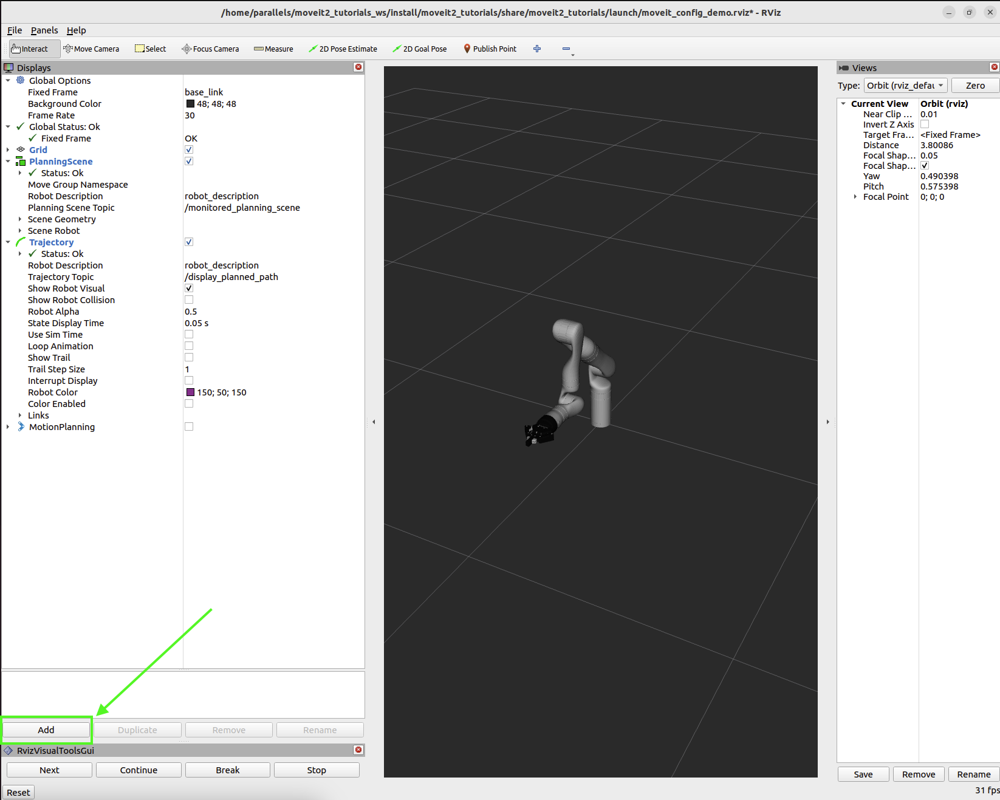 /home/parallels/moveit2_tutorials_ws/install/moveit2_tutorials/share/moveit2_tutorials/launch/moveit_config_demo.rviz* - RViz
File Panels Help
Interact Move Camera Select Focus Camera Measure 2D Pose Estimate 2D Goal Pose Publish Point
Displays
Global Options
Fixed Frame base_link
Background Color 48; 48; 48
Frame Rate 30
Global Status: Ok
Fixed Frame OK
Grid
PlanningScene
Status: Ok
Move Group Namespace
Robot Description robot_description
Planning Scene Topic /monitored_planning_scene
Scene Geometry
Scene Robot
Trajectory
Status: Ok
Robot Description robot_description
Trajectory Topic /display_planned_path
Show Robot Visual
Show Robot Collision
Robot Alpha 0.5
State Display Time 0.05 s
Use Sim Time
Loop Animation
Show Trail
Trail Step Size 1
Interrupt Display
Robot Color 150; 50; 150
Color Enabled
Links
MotionPlanning
Add Duplicate Remove Rename
RvizVisualToolsGui
Next Continue Break Stop
Reset
Views
Type: Orbit (rviz_defau Zero
Current View Orbit (rviz)
Near Clip ... 0.01
Invert Z Axis
Target Fra... <Fixed Frame>
Distance 3.80086
Focal Shap... 0.05
Focal Shap...
Yaw 0.490398
Pitch 0.575398
Focal Point 0; 0; 0
Save Remove Rename
31 fps